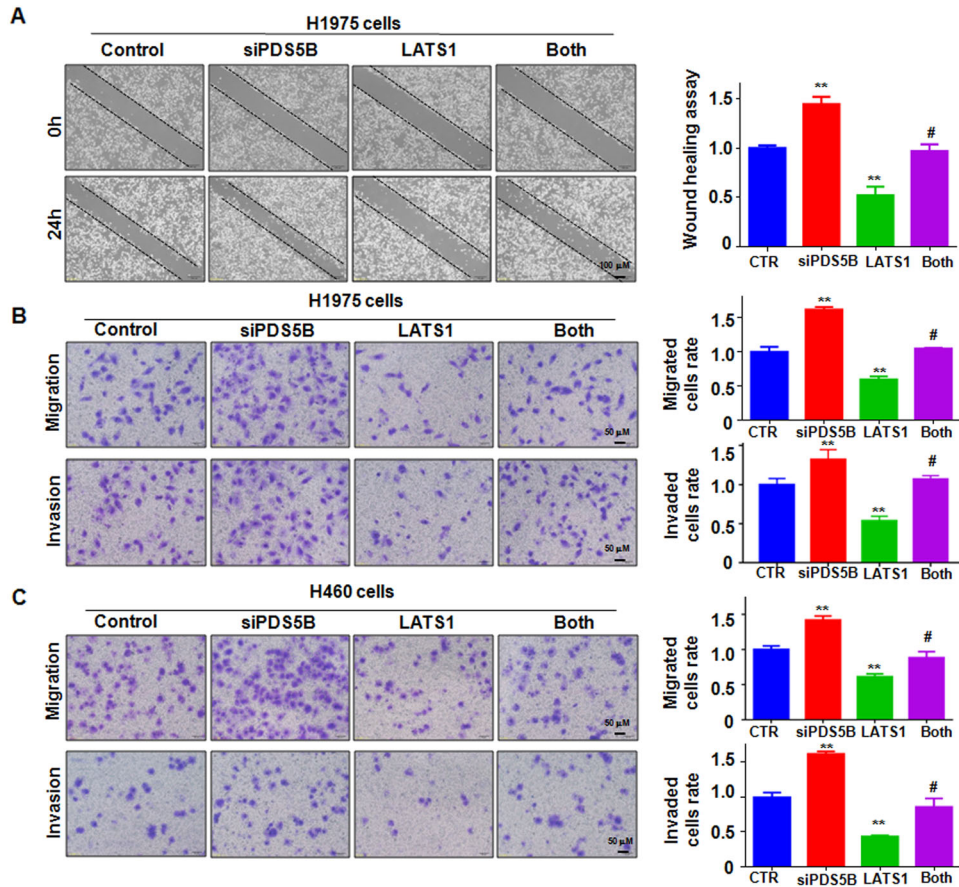 A
H1975 cells
Control siPDS5B LATS1 Both
0h
24h
100 µM
Wound healing assay
1.5
1.0
0.5
0
**
**
#
CTR siPDS5B LATS1 Both
B
H1975 cells
Control siPDS5B LATS1 Both
Migration
50 µM
Invasion
50 µM
Migrated
cells rate
1.5
1.0
0.5
0
**
**
#
CTR siPDS5B LATS1 Both
Invaded
cells rate
1.5
1.0
0.5
0
**
**
#
CTR siPDS5B LATS1 Both
C
H460 cells
Control siPDS5B LATS1 Both
Migration
50 µM
Invasion
50 µM
Migrated
cells rate
1.5
1.0
0.5
0
**
**
#
CTR siPDS5B LATS1 Both
Invaded
cells rate
1.5
1.0
0.5
0
**
**
#
CTR siPDS5B LATS1 Both